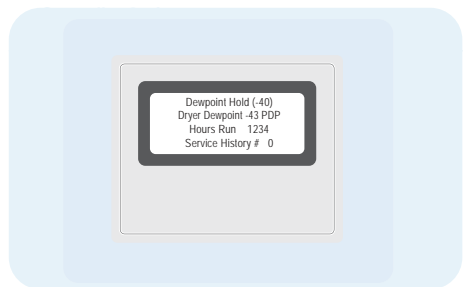 Dewpoint Hold (-40)
Dryer Dewpoint -43 PDP
Hours Run 1234
Service History # 0